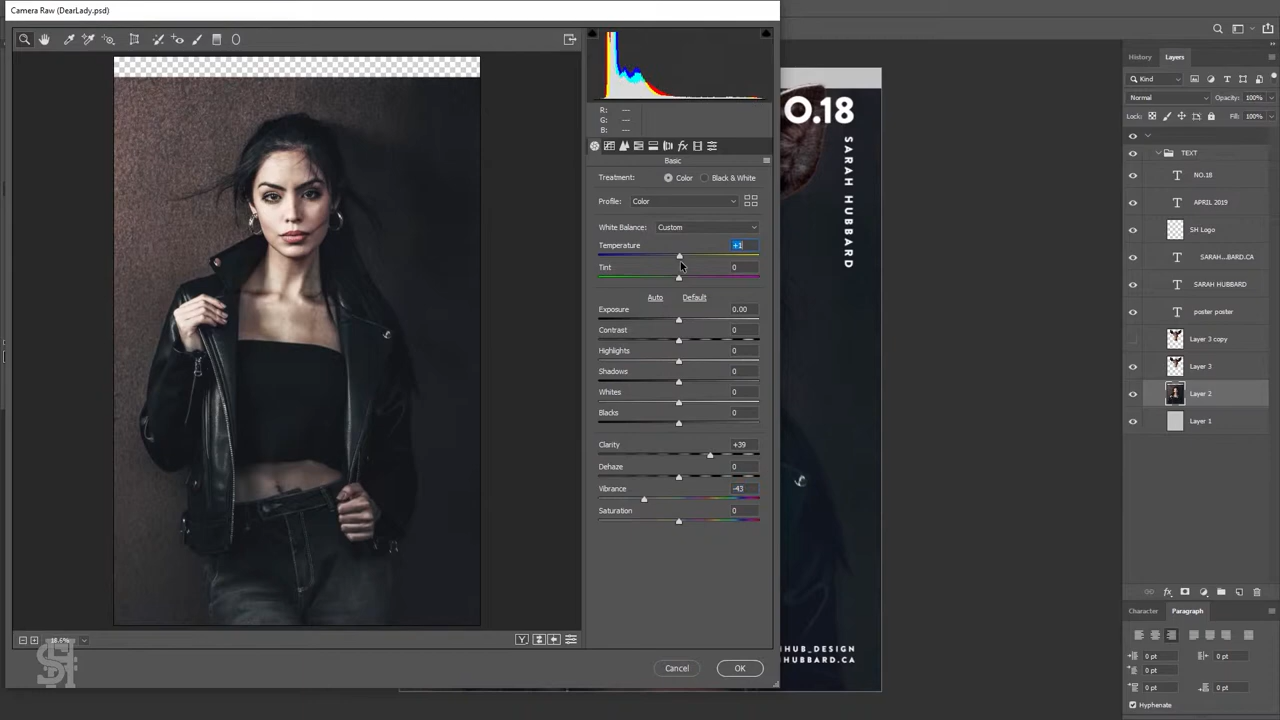 Camera Raw (DearLady.psd)
R: ---
G: ---
B: ---
Basic
Treatment: Color Black & White
Profile: Color
White Balance: Custom
Temperature +1
Tint 0
Auto Default
Exposure 0.00
Contrast 0
Highlights 0
Shadows 0
Whites 0
Blacks 0
Clarity +39
Dehaze 0
Vibrance -43
Saturation 0
18.6%
Cancel OK
O.18
SARAH HUBBARD
HUB_DESIGN
HUBBARD.CA
History Layers
Kind
Normal Opacity: 100%
Lock: Fill: 100%
TEXT
NO.18
APRIL 2019
SH Logo
SARAH...BARD.CA
SARAH HUBBARD
poster poster
Layer 3 copy
Layer 3
Layer 2
Layer 1
Character Paragraph
0 pt 0 pt
0 pt
0 pt 0 pt
Hyphenate